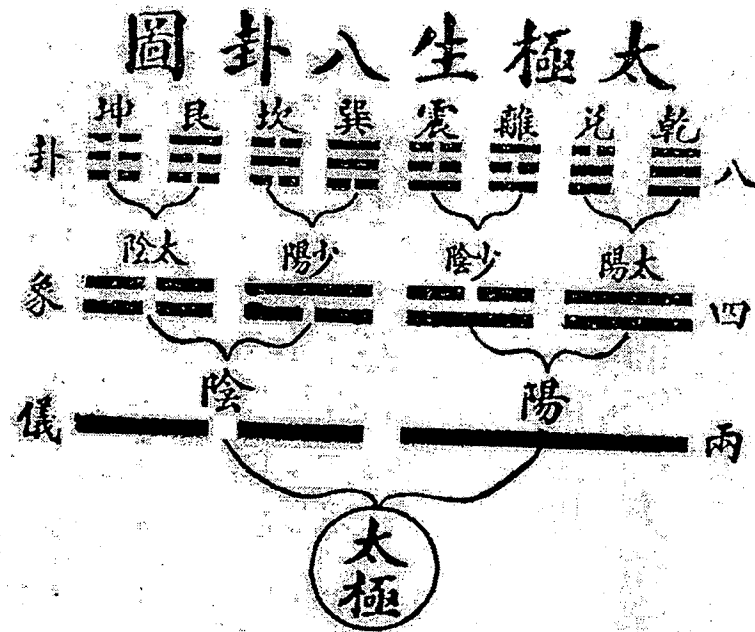 太極生八卦圖
乾 兌 離 震 巽 坎 艮 坤
八卦
太陽 少陰 少陽 太陰
四象
陽 陰
兩儀
太極